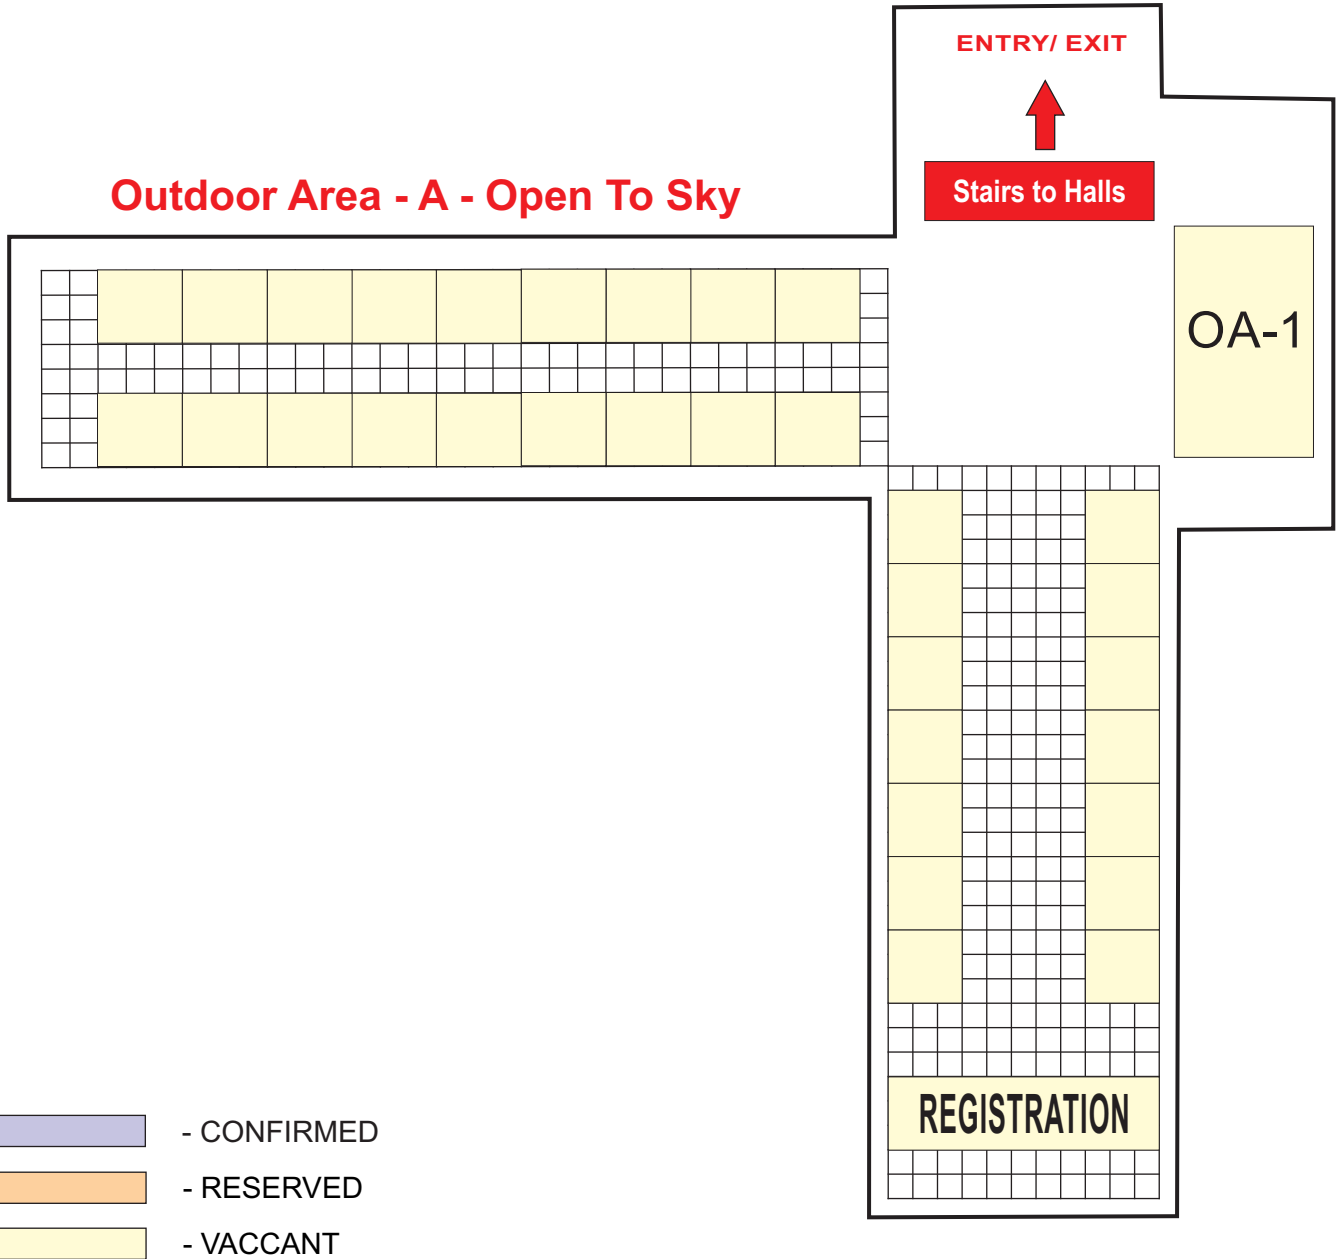 ENTRY/ EXIT
Stairs to Halls
Outdoor Area - A - Open To Sky
OA-1
REGISTRATION
- CONFIRMED
- RESERVED
- VACCANT